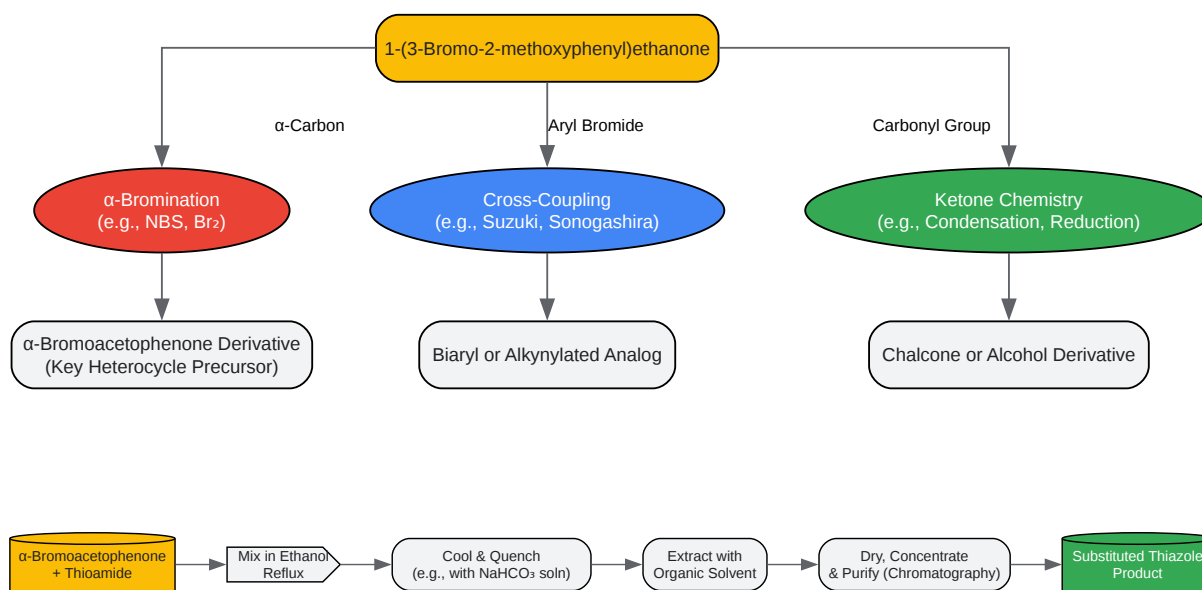 1-(3-Bromo-2-methoxyphenyl)ethanone
α-Carbon
Aryl Bromide
Carbonyl Group
α-Bromination
(e.g., NBS, Br₂)
Cross-Coupling
(e.g., Suzuki, Sonogashira)
Ketone Chemistry
(e.g., Condensation, Reduction)
α-Bromoacetophenone Derivative
(Key Heterocycle Precursor)
Biaryl or Alkynylated Analog
Chalcone or Alcohol Derivative
α-Bromoacetophenone
+ Thioamide
Mix in Ethanol
Reflux
Cool & Quench
(e.g., with NaHCO₃ soln)
Extract with
Organic Solvent
Dry, Concentrate
& Purify (Chromatography)
Substituted Thiazole
Product